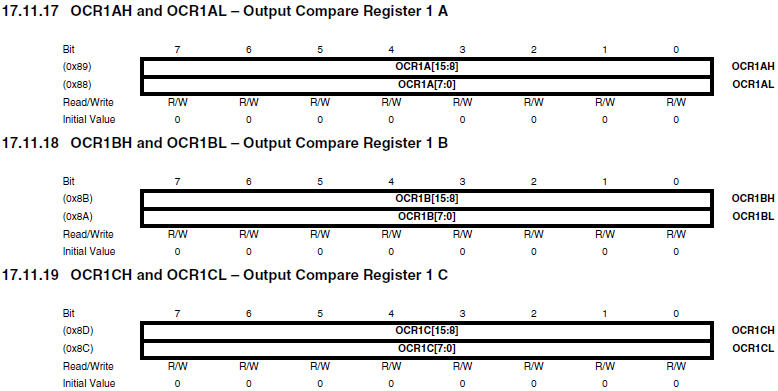 17.11.17 OCR1AH and OCR1AL – Output Compare Register 1 A
Bit 7 6 5 4 3 2 1 0
(0x89) OCR1A[15:8] OCR1AH
(0x88) OCR1A[7:0] OCR1AL
Read/Write R/W R/W R/W R/W R/W R/W R/W R/W
Initial Value 0 0 0 0 0 0 0 0
17.11.18 OCR1BH and OCR1BL – Output Compare Register 1 B
Bit 7 6 5 4 3 2 1 0
(0x8B) OCR1B[15:8] OCR1BH
(0x8A) OCR1B[7:0] OCR1BL
Read/Write R/W R/W R/W R/W R/W R/W R/W R/W
Initial Value 0 0 0 0 0 0 0 0
17.11.19 OCR1CH and OCR1CL – Output Compare Register 1 C
Bit 7 6 5 4 3 2 1 0
(0x8D) OCR1C[15:8] OCR1CH
(0x8C) OCR1C[7:0] OCR1CL
Read/Write R/W R/W R/W R/W R/W R/W R/W R/W
Initial Value 0 0 0 0 0 0 0 0